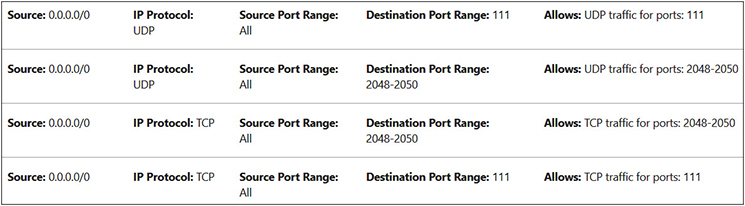 Source: 0.0.0.0/0 IP Protocol: Source Port Range: Destination Port Range: 111 Allows: UDP traffic for ports: 111
UDP All
Source: 0.0.0.0/0 IP Protocol: Source Port Range: Destination Port Range: Allows: UDP traffic for ports: 2048-2050
UDP All 2048-2050
Source: 0.0.0.0/0 IP Protocol: TCP Source Port Range: Destination Port Range: Allows: TCP traffic for ports: 2048-2050
All 2048-2050
Source: 0.0.0.0/0 IP Protocol: TCP Source Port Range: Destination Port Range: 111 Allows: TCP traffic for ports: 111
All